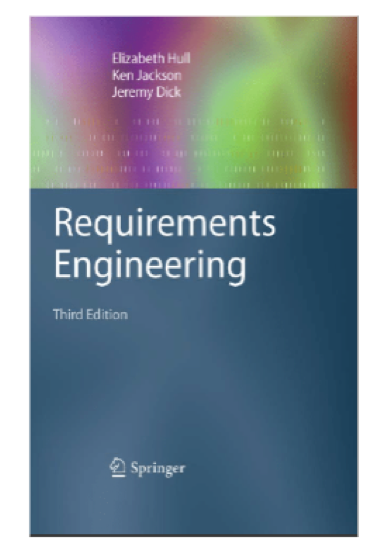 Elizabeth Hull
Ken Jackson
Jeremy Dick
Requirements
Engineering
Third Edition
Springer